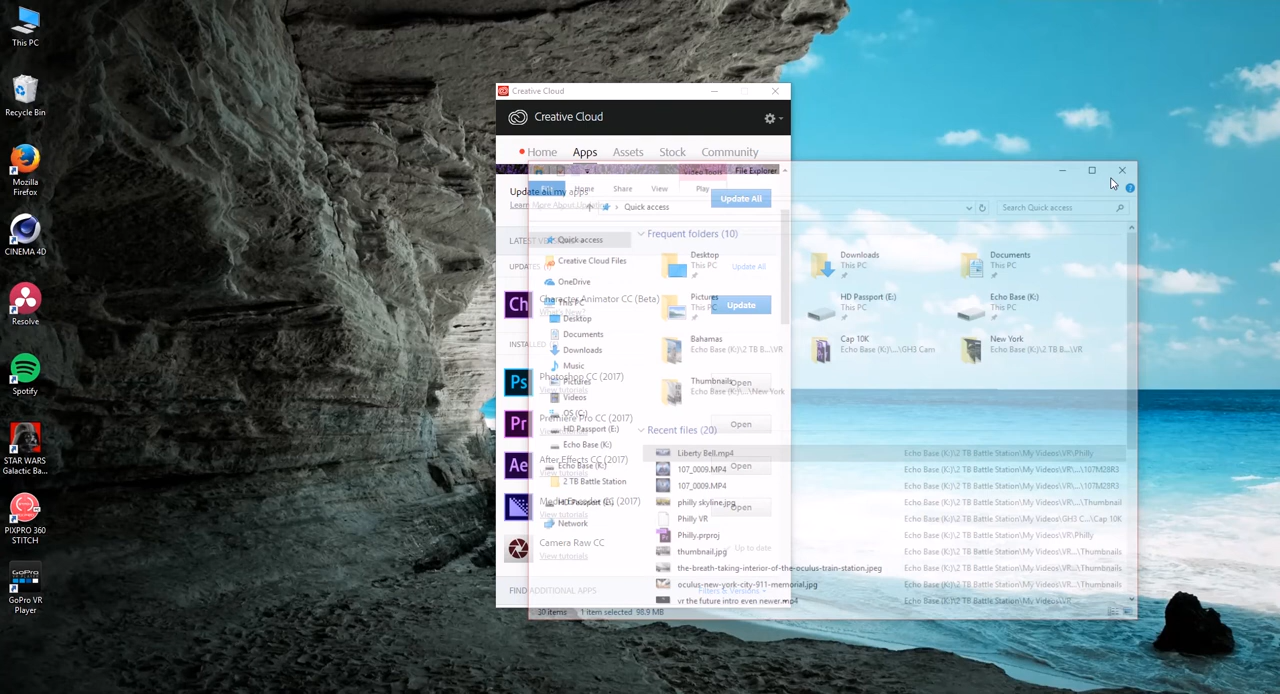 This PC
Recycle Bin
Mozilla
Firefox
CINEMA 4D
Resolve
Spotify
STAR WARS
Galactic Ba...
PIXPRO 360
STITCH
GoPro VR
Player
Creative Cloud
Creative Cloud
Home
Apps
Assets
Stock
Community
Update all my apps
Update All
LATEST
UPDATES
Update All
Character Animator CC (Beta)
What's New?
Update
INSTALLED
Photoshop CC (2017)
View tutorials
Open
Premiere Pro CC (2017)
View tutorials
Open
After Effects CC (2017)
View tutorials
Open
Media Encoder CC (2017)
View tutorials
Open
Camera Raw CC
View tutorials
Up to date
FIND ADDITIONAL APPS
Filters & Versions
Video Tools
File Explorer
File
Home
Share
View
Play
Quick access
Search Quick access
Quick access
Creative Cloud Files
OneDrive
This PC
Desktop
Documents
Downloads
Music
Pictures
Videos
OS (C:)
HD Passport (E:)
Echo Base (K:)
Echo Base (K:)
2 TB Battle Station
HD Passport (E:)
Network
Frequent folders (10)
Desktop
This PC
Downloads
This PC
Documents
This PC
Pictures
This PC
HD Passport (E:)
This PC
Echo Base (K:)
This PC
Bahamas
Echo Base (K:)\2 TB B...\VR
Cap 10K
Echo Base (K:)\...\GH3 Cam
New York
Echo Base (K:)\2 TB B...\VR
Thumbnails
Echo Base (K:)\...\New York
Recent files (20)
Liberty Bell.mp4 Echo Base (K:)\2 TB Battle Station\My Videos\VR\Philly
107_0009.MP4 Echo Base (K:)\2 TB Battle Station\My Videos\VR\...\107M28R3
107_0009.MP4 Echo Base (K:)\2 TB Battle Station\My Videos\VR\...\107M28R3
philly skyline.jpg Echo Base (K:)\2 TB Battle Station\My Videos\VR\...\Thumbnail
Philly VR Echo Base (K:)\2 TB Battle Station\My Videos\GH3 C...\Cap 10K
Philly.prproj Echo Base (K:)\2 TB Battle Station\My Videos\VR\Philly
thumbnail.jpg Echo Base (K:)\2 TB Battle Station\My Videos\VR\...\Thumbnails
the-breath-taking-interior-of-the-oculus-train-station.jpeg Echo Base (K:)\2 TB Battle Station\My Videos\VR\...\Thumbnails
oculus-new-york-city-911-memorial.jpg Echo Base (K:)\2 TB Battle Station\My Videos\VR\...\Thumbnails
vr the future intro even newer.mp4 Echo Base (K:)\2 TB Battle Station\My Videos\VR
30 items 1 item selected 98.9 MB